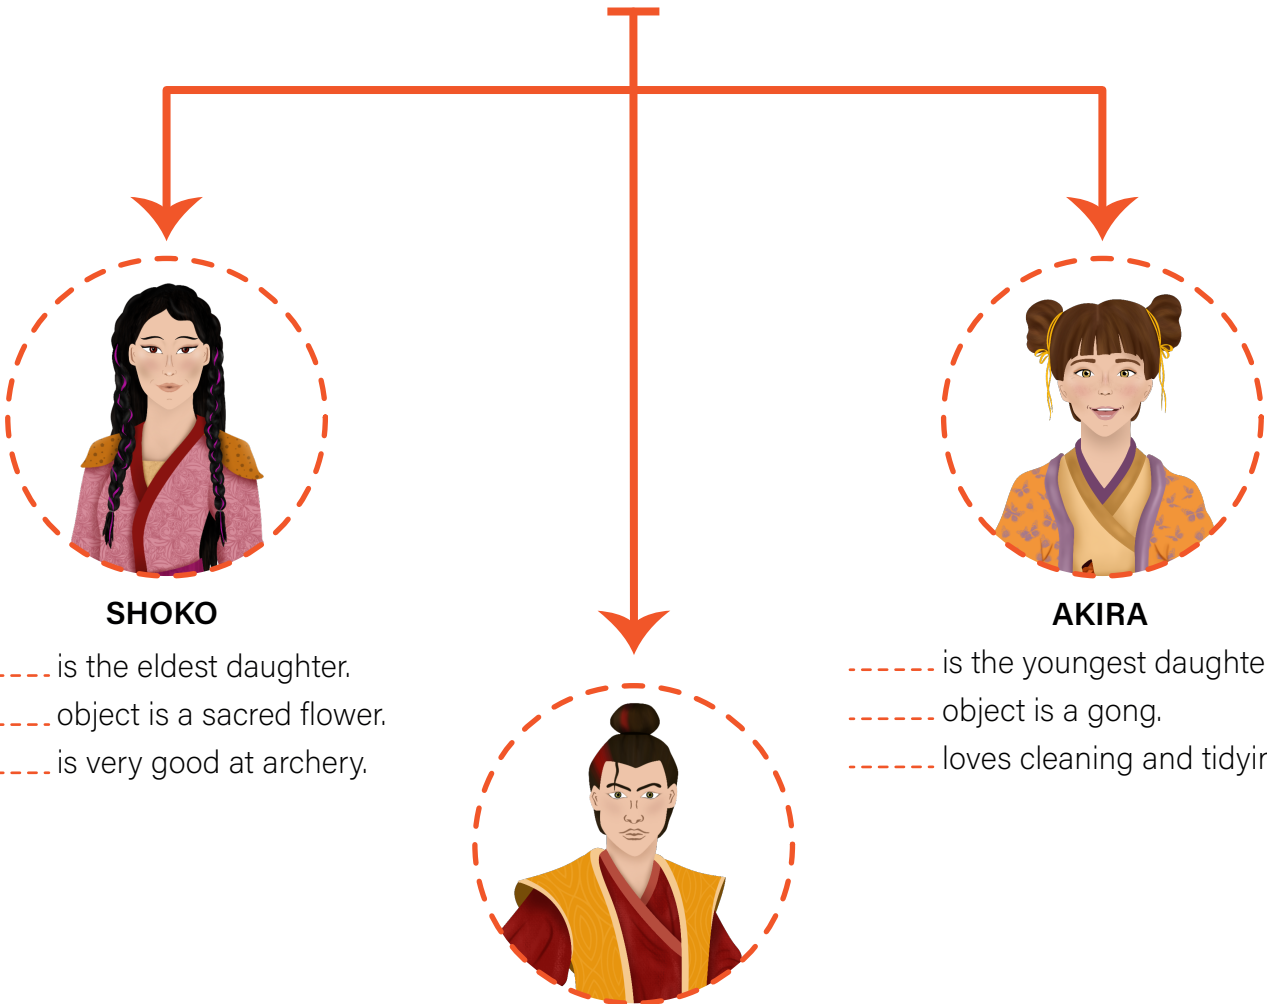 SHOKO
is the eldest daughter.
object is a sacred flower.
is very good at archery.
AKIRA
is the youngest
object is a gong.
loves cleaning and